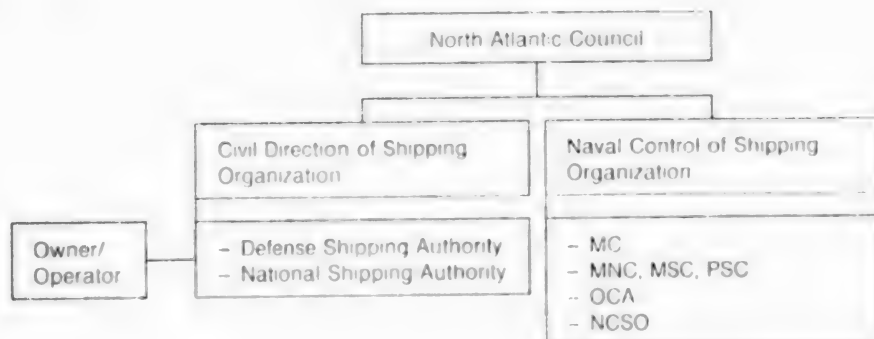 North Atlantic Council
Civil Direction of Shipping
Organization
Naval Control of Shipping
Organization
Owner/
Operator
– Defense Shipping Authority
– National Shipping Authority
– MC
– MNC, MSC, PSC
– OCA
– NCSO